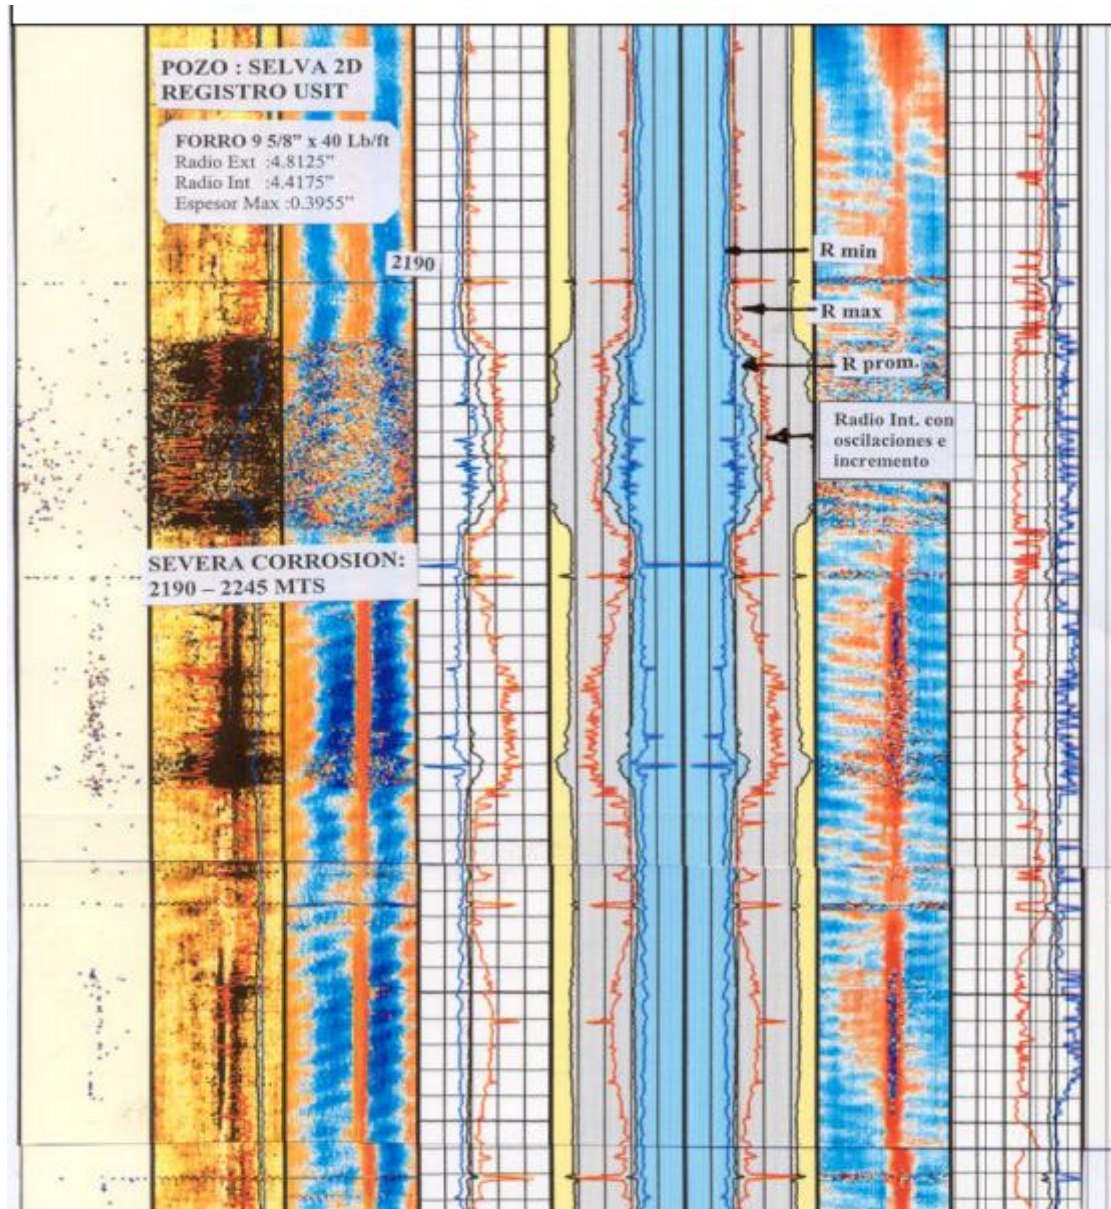 POZO : SELVA 2D
REGISTRO USIT
FORRO 9 5/8" x 40 Lb/ft
Radio Ext :4.8125"
Radio Int :4.4175"
Espesor Max :0.3955"
2190
R min
R max
R prom.
Radio Int. con
oscilaciones e
incremento
SEVERA CORROSION:
2190 – 2245 MTS